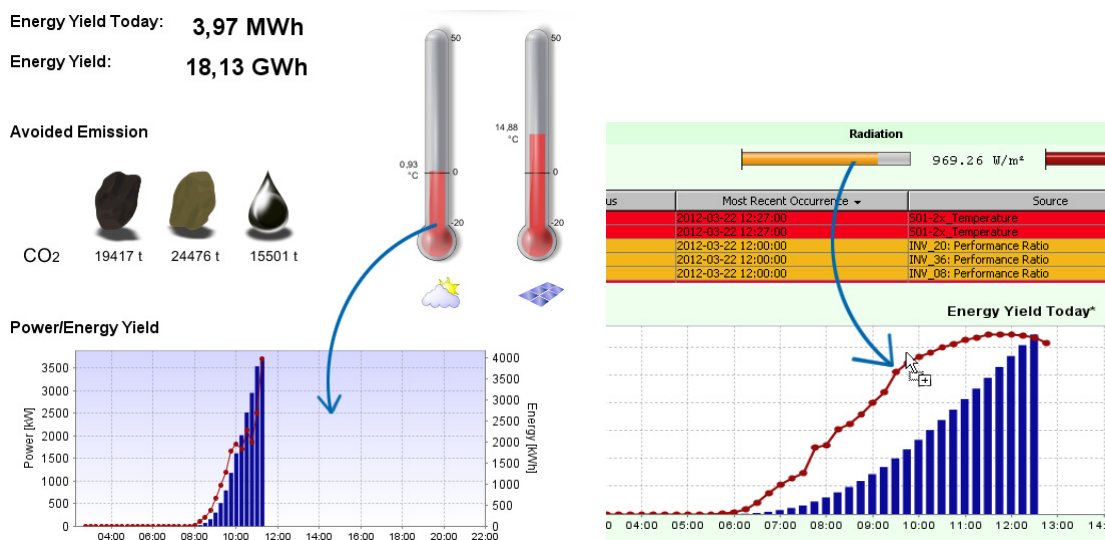 Energy Yield Today: 3,97 MWh
Energy Yield: 18,13 GWh
Avoided Emission
CO2 19417 t 24476 t 15501 t
50
0,93
°C
0
-20
50
14,88
°C
0
-20
Power/Energy Yield
Power [kW]
3500
3000
2500
2000
1500
1000
500
0
4000
3500
3000
2500
2000
1500
1000
500
0
Energy [kWh]
04:00 06:00 08:00 10:00 12:00 14:00 16:00 18:00 20:00 22:00
Radiation
969.26 W/m²
us Most Recent Occurrence Source
2012-03-22 12:27:00 S01-2x_Temperature
2012-03-22 12:27:00 S01-2x_Temperature
2012-03-22 12:00:00 INV_20: Performance Ratio
2012-03-22 12:00:00 INV_36: Performance Ratio
2012-03-22 12:00:00 INV_08: Performance Ratio
Energy Yield Today*
0 04:00 05:00 06:00 07:00 08:00 09:00 10:00 11:00 12:00 13:00 14: